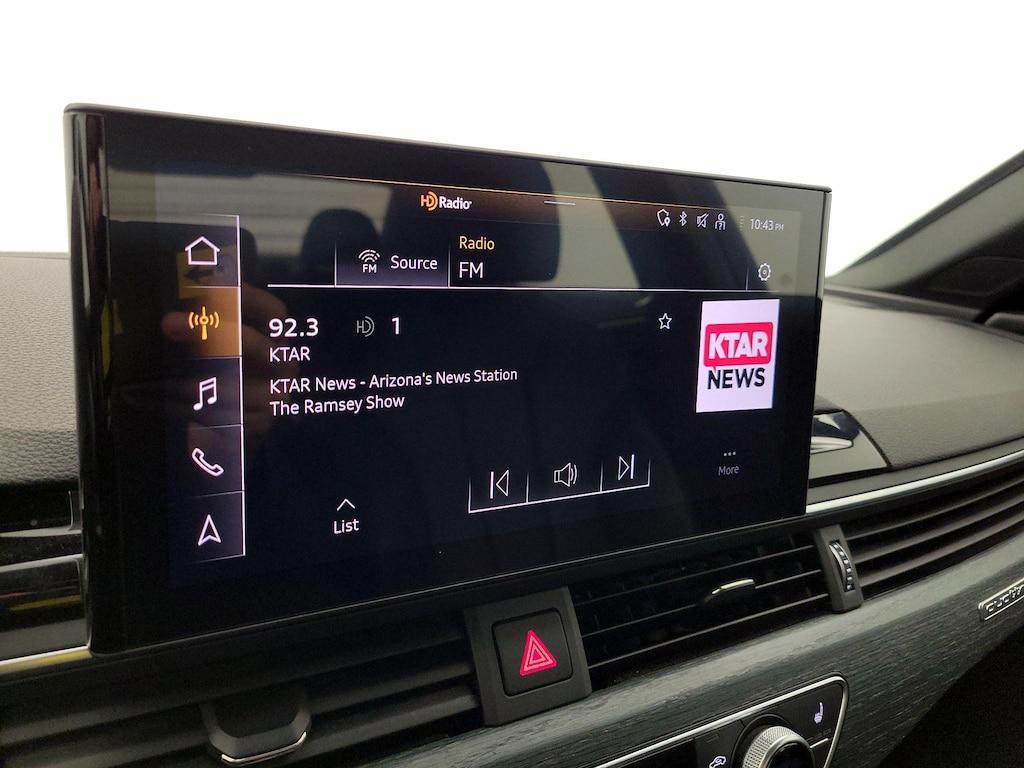 HD Radio
10:43 PM
FM
Source
Radio
FM
92.3
HD 1
KTAR
KTAR News - Arizona's News Station
The Ramsey Show
KTAR
NEWS
List
More